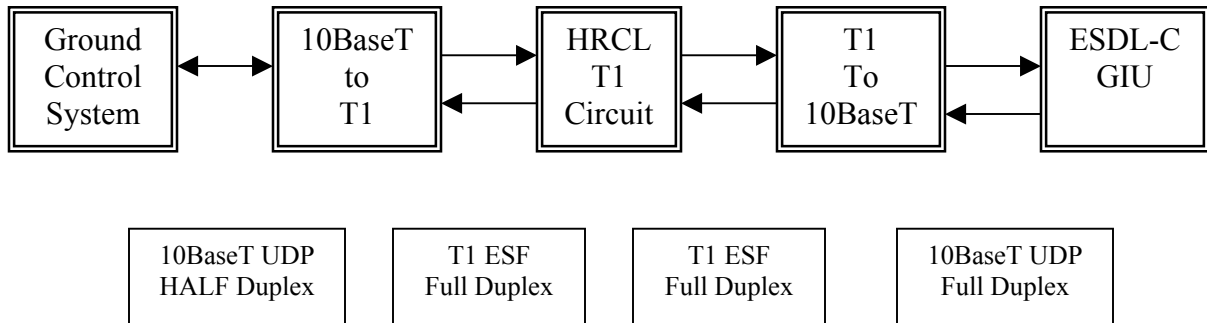 Ground
Control
System
10BaseT
to
T1
HRCL
T1
Circuit
T1
To
10BaseT
ESDL-C
GIU
10BaseT UDP
HALF Duplex
T1 ESF
Full Duplex
T1 ESF
Full Duplex
10BaseT UDP
Full Duplex